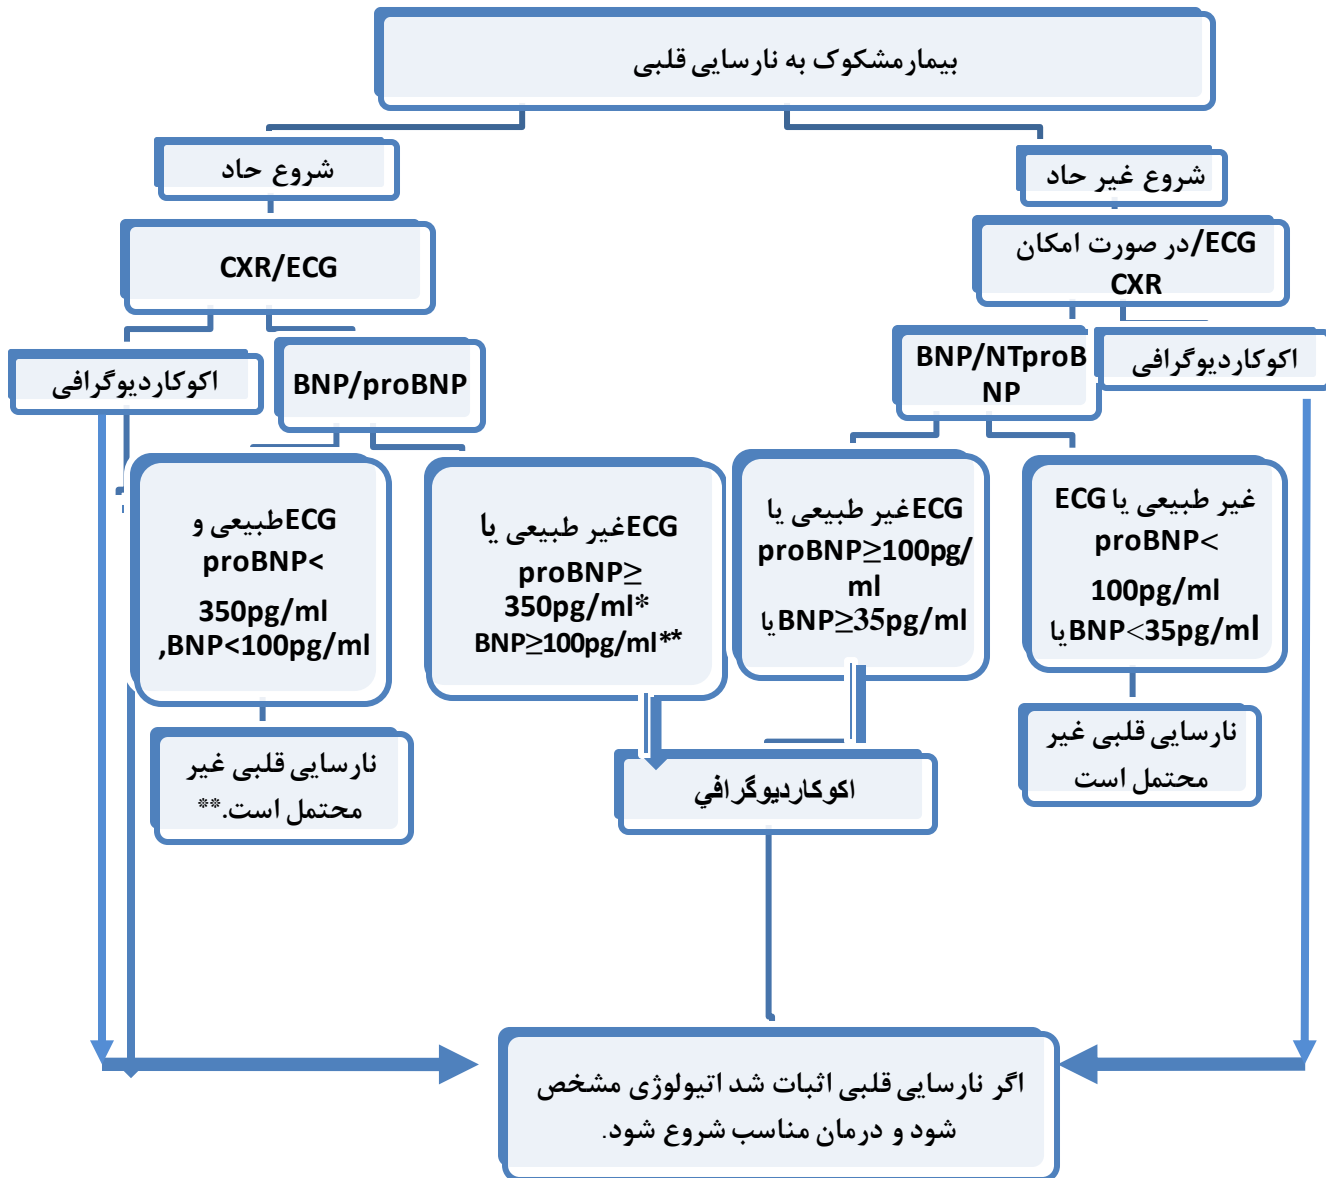 بیمارمشکوک به نارسایی قلبی
شروع حاد
شروع غیر حاد
CXR/ECG
ECG/در صورت امکان
CXR
اکوکاردیوگرافی
BNP/proBNP
BNP/NTproB
NP
اکوکاردیوگرافی
ECGطبیعی و
proBNP<
350pg/ml
,BNP<100pg/ml
ECGغیر طبیعی یا
proBNP≥
350pg/ml*
BNP≥100pg/ml**
ECGغیر طبیعی یا
proBNP≥100pg/
ml
یاBNP≥35pg/ml
غیر طبیعی یا ECG
proBNP<
100pg/ml
یاBNP<35pg/ml
نارسایی قلبی غیر
محتمل است.**
اکوکاردیوگرافي
نارسایی قلبی غیر
محتمل است
اگر نارسایی قلبی اثبات شد اتیولوژی مشخص
شود و درمان مناسب شروع شود.